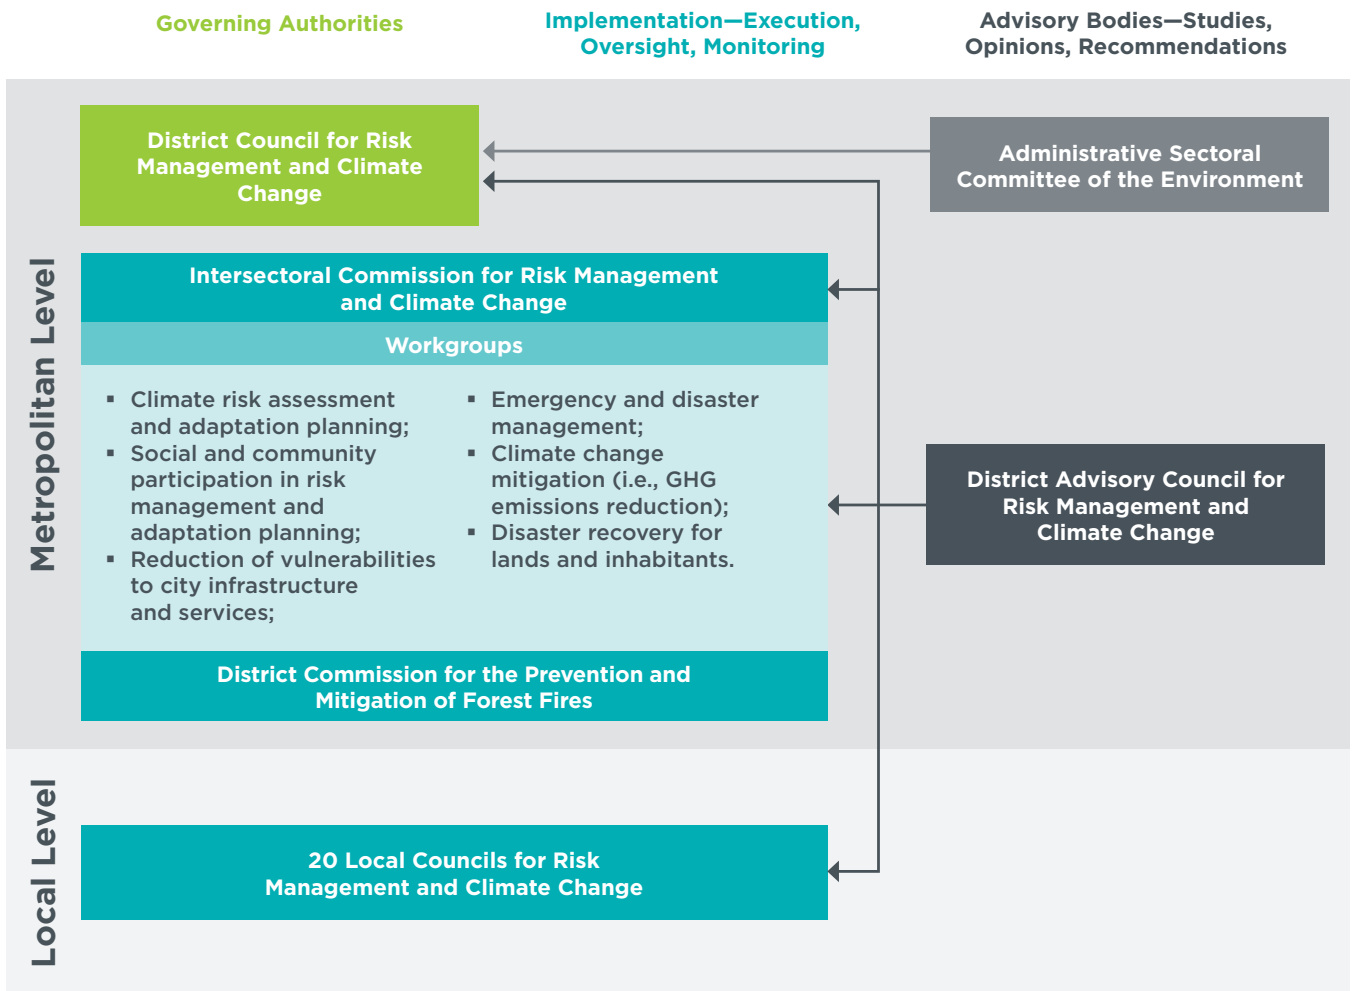 Governing Authorities
Implementation—Execution,
Oversight, Monitoring
Advisory Bodies—Studies,
Opinions, Recommendations
Metropolitan Level
District Council for Risk
Management and Climate
Change
Administrative Sectoral
Committee of the Environment
Intersectoral Commission for Risk Management
and Climate Change
Workgroups
▪ Climate risk assessment
and adaptation planning;
▪ Social and community
participation in risk
management and
adaptation planning;
▪ Reduction of vulnerabilities
to city infrastructure
and services;
▪ Emergency and disaster
management;
▪ Climate change
mitigation (i.e., GHG
emissions reduction);
▪ Disaster recovery for
lands and inhabitants.
District Advisory Council for
Risk Management and
Climate Change
District Commission for the Prevention and
Mitigation of Forest Fires
Local Level
20 Local Councils for Risk
Management and Climate Change